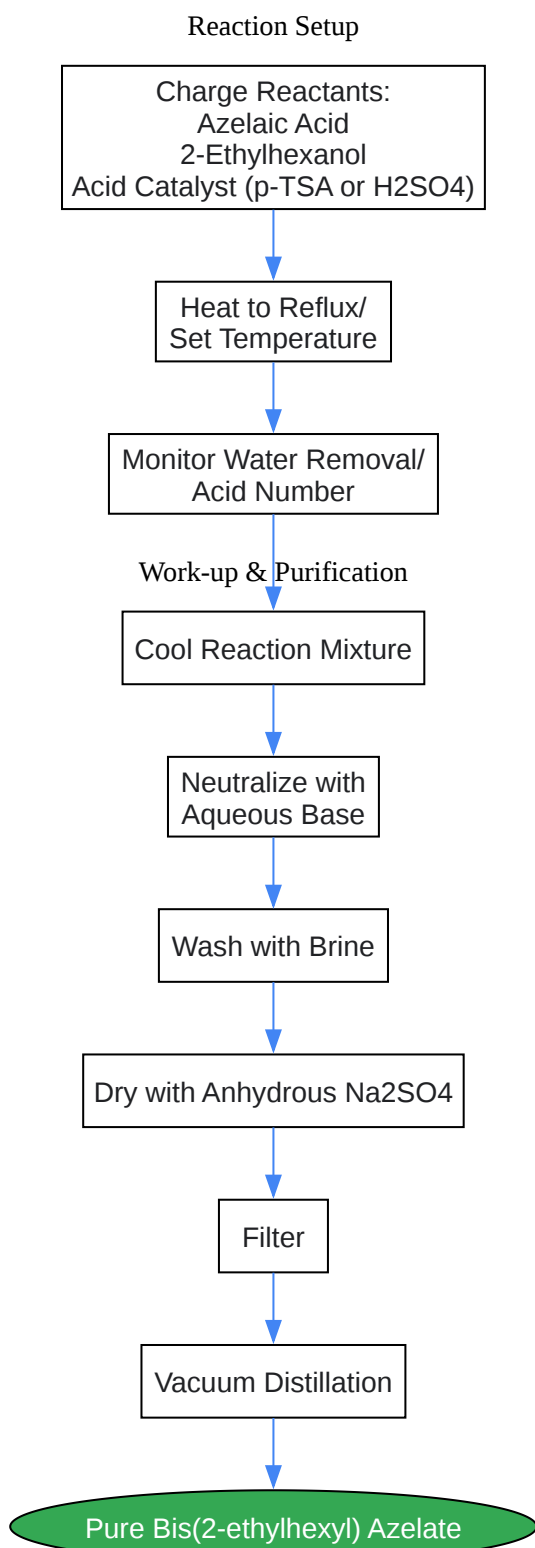 Reaction Setup
Charge Reactants:
Azelaic Acid
2-Ethylhexanol
Acid Catalyst (p-TSA or H2SO4)
Heat to Reflux/
Set Temperature
Monitor Water Removal/
Acid Number
Work-up & Purification
Cool Reaction Mixture
Neutralize with
Aqueous Base
Wash with Brine
Dry with Anhydrous Na2SO4
Filter
Vacuum Distillation
Pure Bis(2-ethylhexyl) Azelate